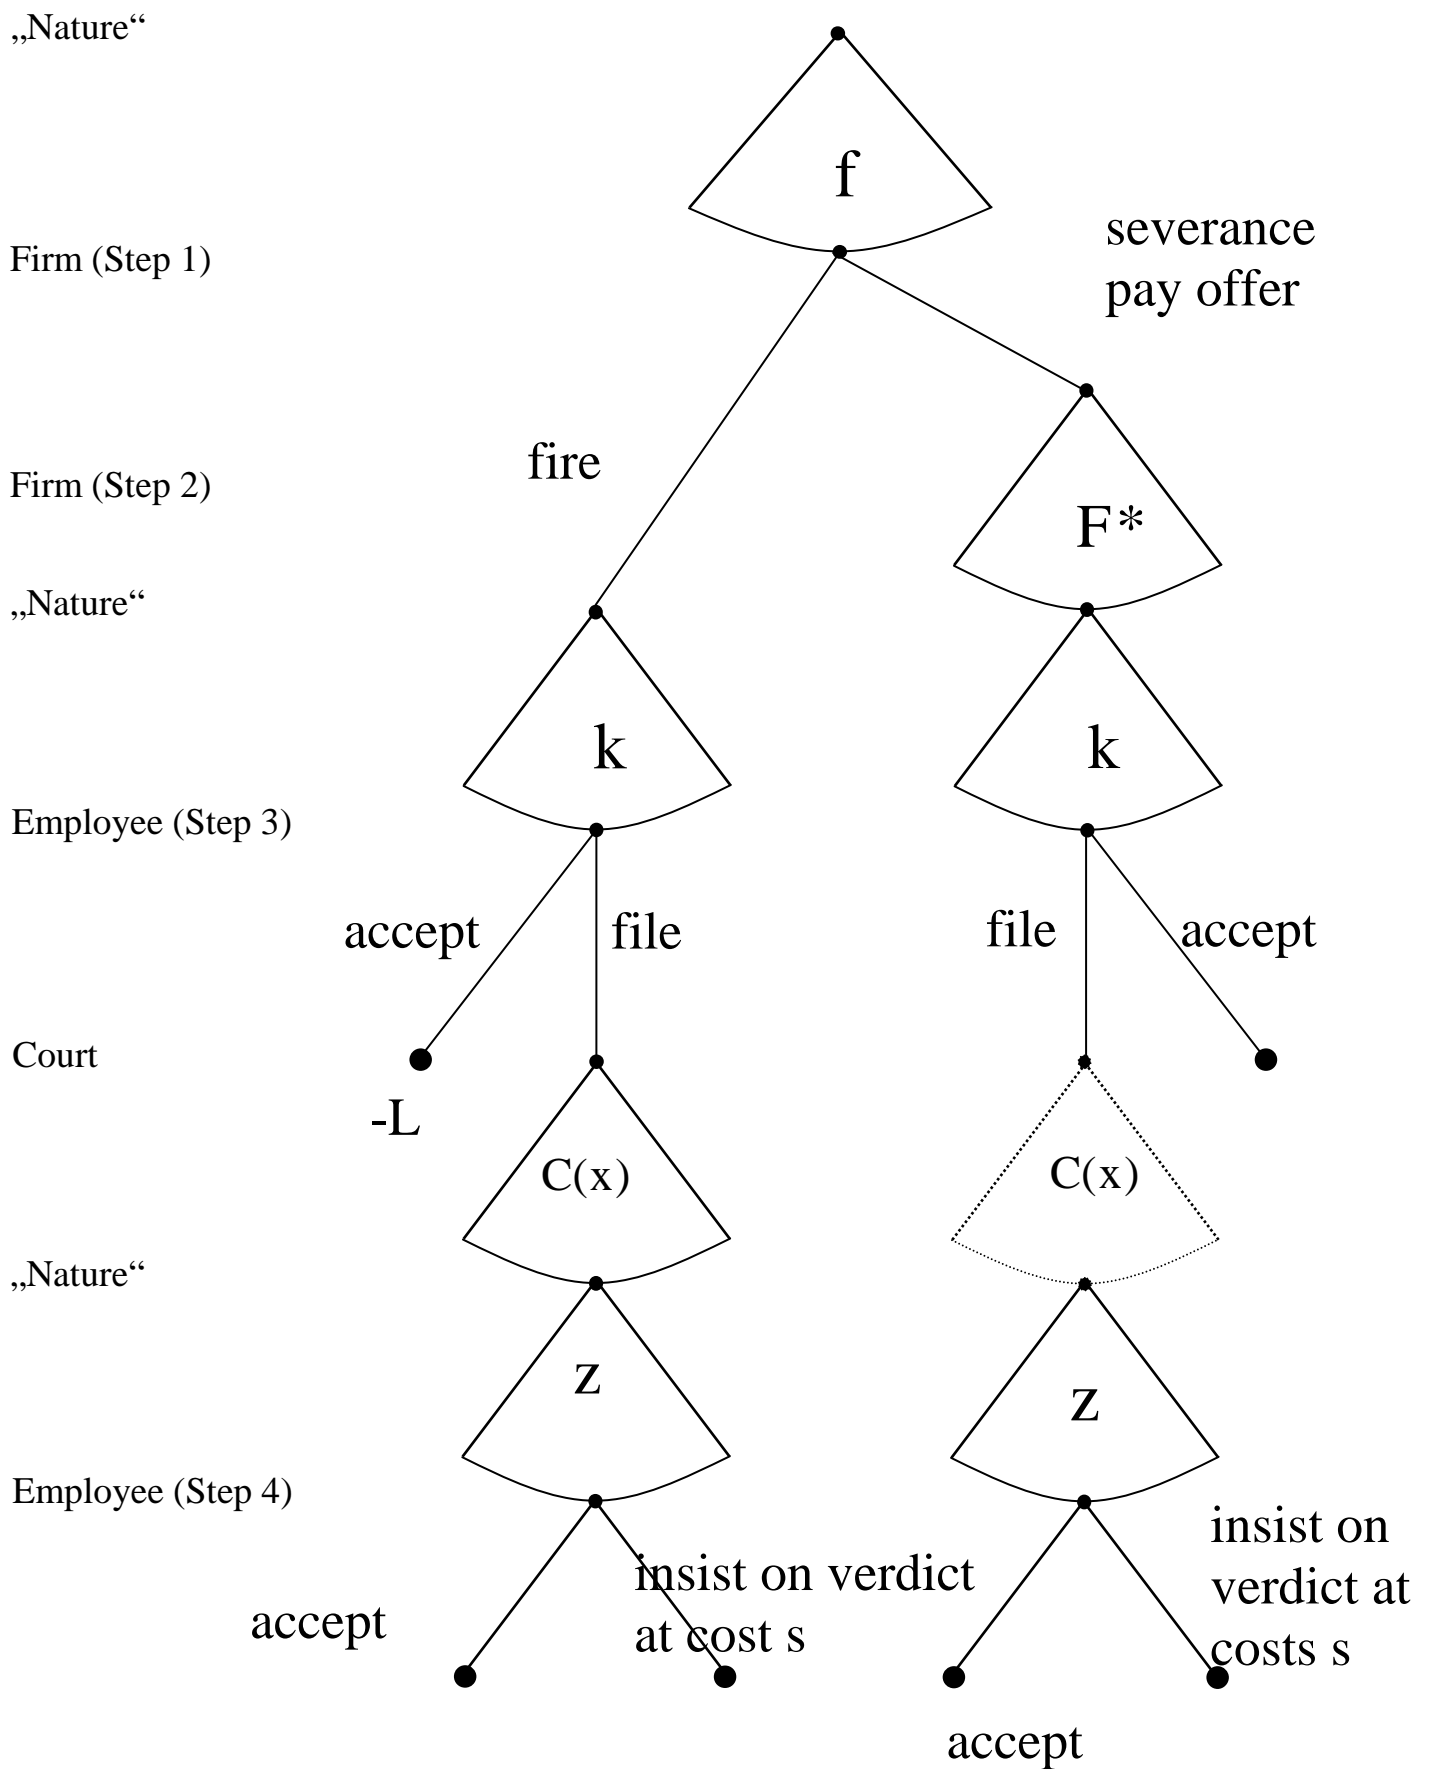 „Nature“
f
severance
pay offer
Firm (Step 1)
fire
Firm (Step 2)
F*
„Nature“
k
k
Employee (Step 3)
accept
file
file
accept
Court
-L
C(x)
C(x)
„Nature“
z
z
Employee (Step 4)
insist on
verdict at
costs s
insist on verdict
at cost s
accept
accept